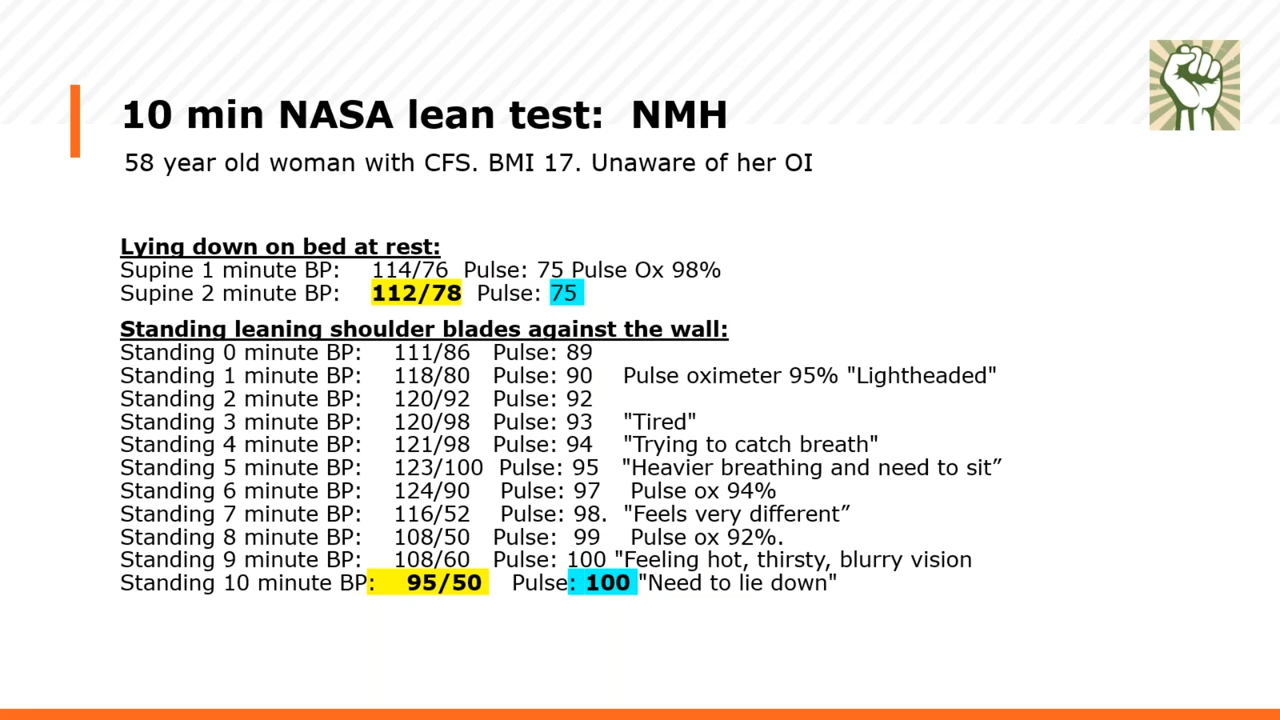 10 min NASA lean test:  NMH
58 year old woman with CFS. BMI 17. Unaware of her OI
Lying down on bed at rest:
Supine 1 minute BP: 114/76 Pulse: 75 Pulse Ox 98%
Supine 2 minute BP: 112/78 Pulse: 75
Standing leaning shoulder blades against the wall:
Standing 0 minute BP: 111/86 Pulse: 89
Standing 1 minute BP: 118/80 Pulse: 90 Pulse oximeter 95% "Lightheaded"
Standing 2 minute BP: 120/92 Pulse: 92
Standing 3 minute BP: 120/98 Pulse: 93 "Tired"
Standing 4 minute BP: 121/98 Pulse: 94 "Trying to catch breath"
Standing 5 minute BP: 123/100 Pulse: 95 "Heavier breathing and need to sit”
Standing 6 minute BP: 124/90 Pulse: 97 Pulse ox 94%
Standing 7 minute BP: 116/52 Pulse: 98. "Feels very different”
Standing 8 minute BP: 108/50 Pulse: 99 Pulse ox 92%.
Standing 9 minute BP: 108/60 Pulse: 100 "Feeling hot, thirsty, blurry vision
Standing 10 minute BP: 95/50 Pulse: 100 "Need to lie down"